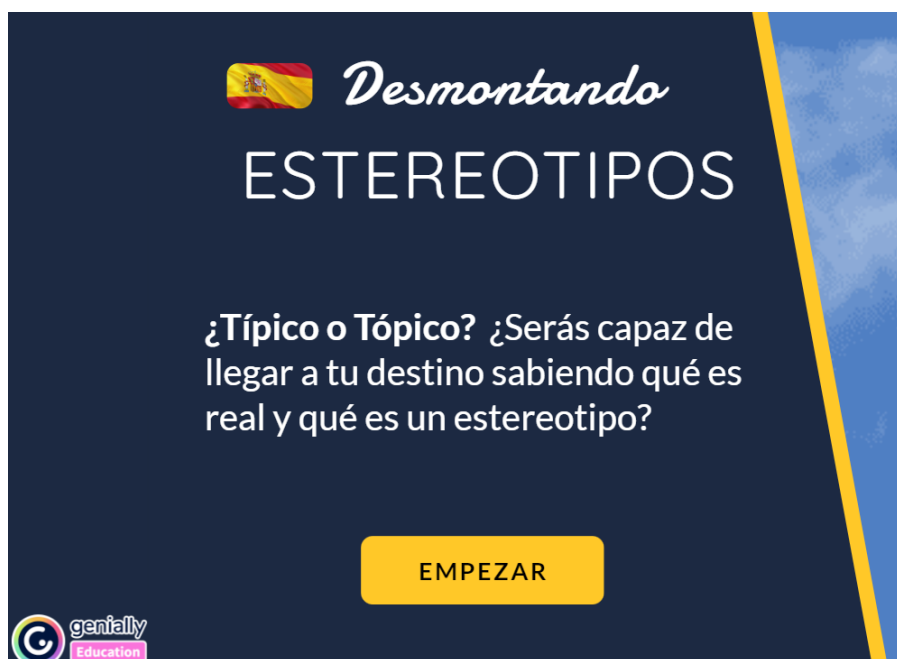 Desmontando
ESTEREOTIPOS
¿Típico o Tópico? ¿Serás capaz de
llegar a tu destino sabiendo qué es
real y qué es un estereotipo?
EMPEZAR
genially
Education